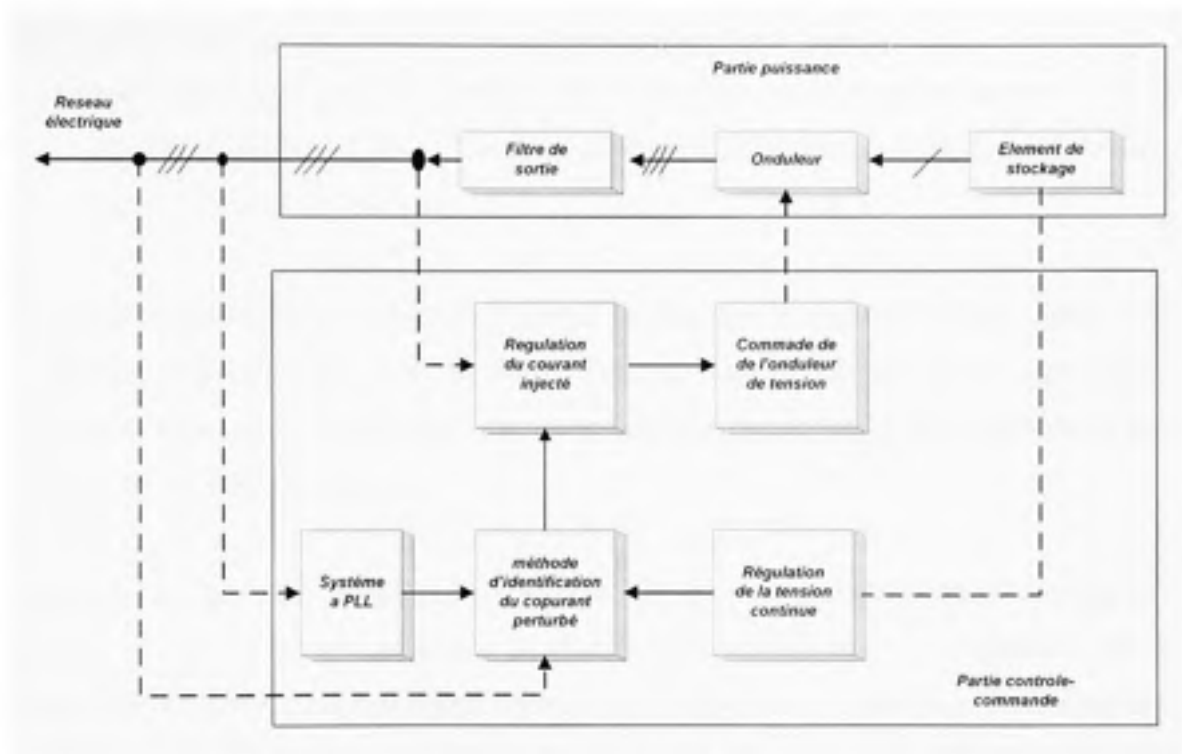 Partie puissance
Reseau
électrique
Filtre de
sortie
Onduleur
Element de
stockage
Regulation
du courant
injecté
Commade de
de l'onduleur
de tension
Système
a PLL
méthode
d'identification
du copurant
perturbé
Régulation
de la tension
continue
Partie controle-
commande